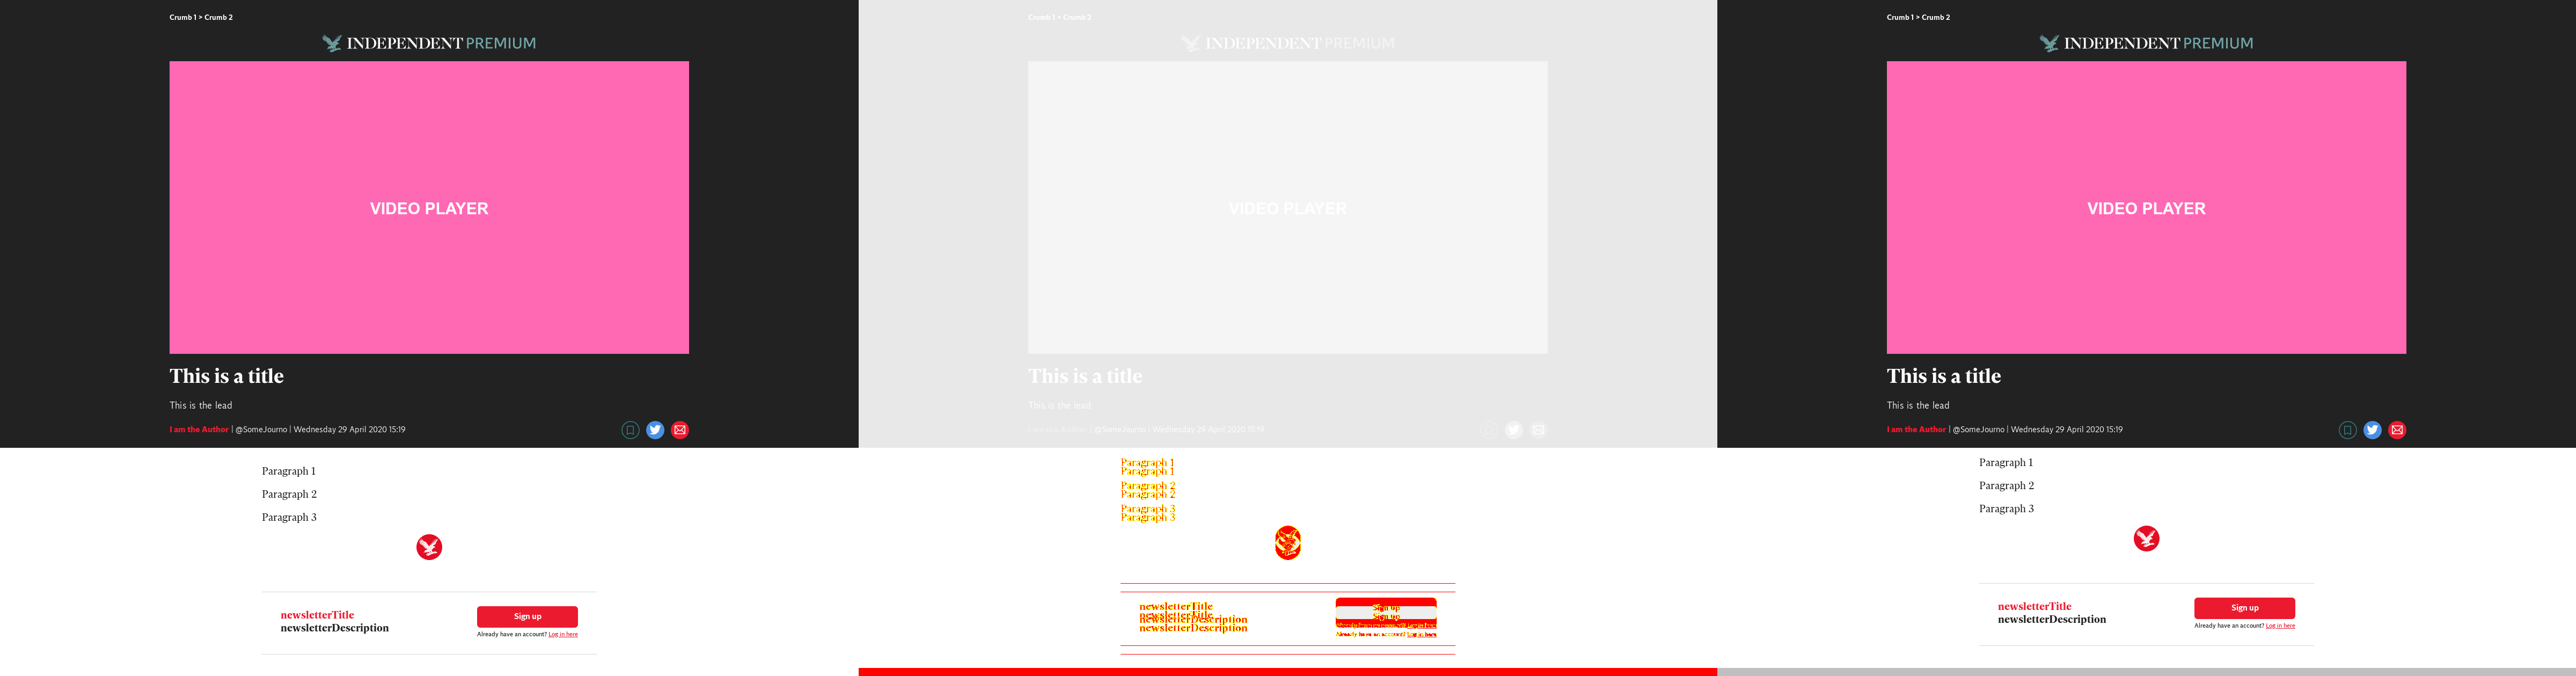 Crumb 1 > Crumb 2
INDEPENDENT PREMIUM
VIDEO PLAYER
This is a title
This is the lead
I am the Author | @SomeJourno | Wednesday 29 April 2020 15:19
Paragraph 1
Paragraph 2
Paragraph 3
newsletterTitle
newsletterDescription
Sign up
Already have an account? Log in here
Crumb 1 > Crumb 2
INDEPENDENT PREMIUM
VIDEO PLAYER
This is a title
This is the lead
I am the Author | @SomeJourno | Wednesday 29 April 2020 15:19
Paragraph 1
Paragraph 1
Paragraph 2
Paragraph 2
Paragraph 3
Paragraph 3
newsletterTitle
newsletterTitle
newsletterDescription
newsletterDescription
Sign up
Sign up
Already have an account? Log in here
Already have an account? Log in here
Crumb 1 > Crumb 2
INDEPENDENT PREMIUM
VIDEO PLAYER
This is a title
This is the lead
I am the Author | @SomeJourno | Wednesday 29 April 2020 15:19
Paragraph 1
Paragraph 2
Paragraph 3
newsletterTitle
newsletterDescription
Sign up
Already have an account? Log in here